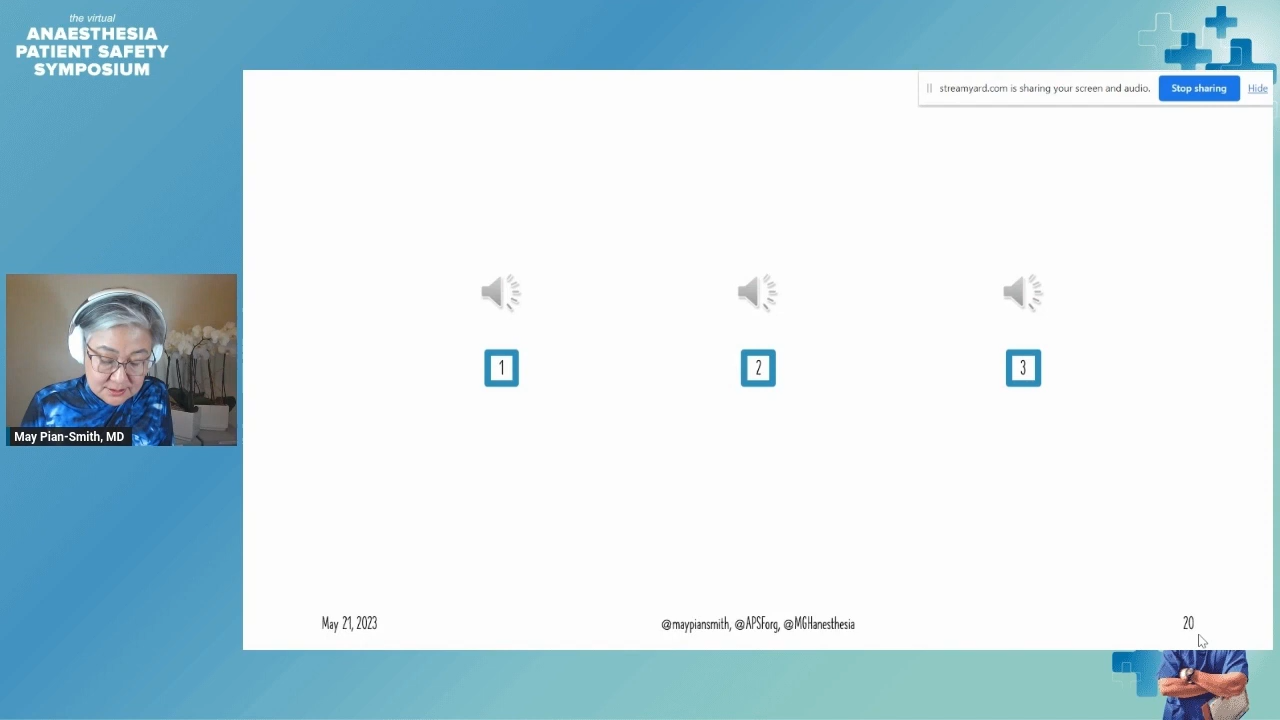 the virtual
ANAESTHESIA
PATIENT SAFETY
SYMPOSIUM
streamyard.com is sharing your screen and audio. Stop sharing Hide
1 2 3
May Pian-Smith, MD
May 21, 2023 @maypiansmith, @APSForg, @MGHanesthesia 20